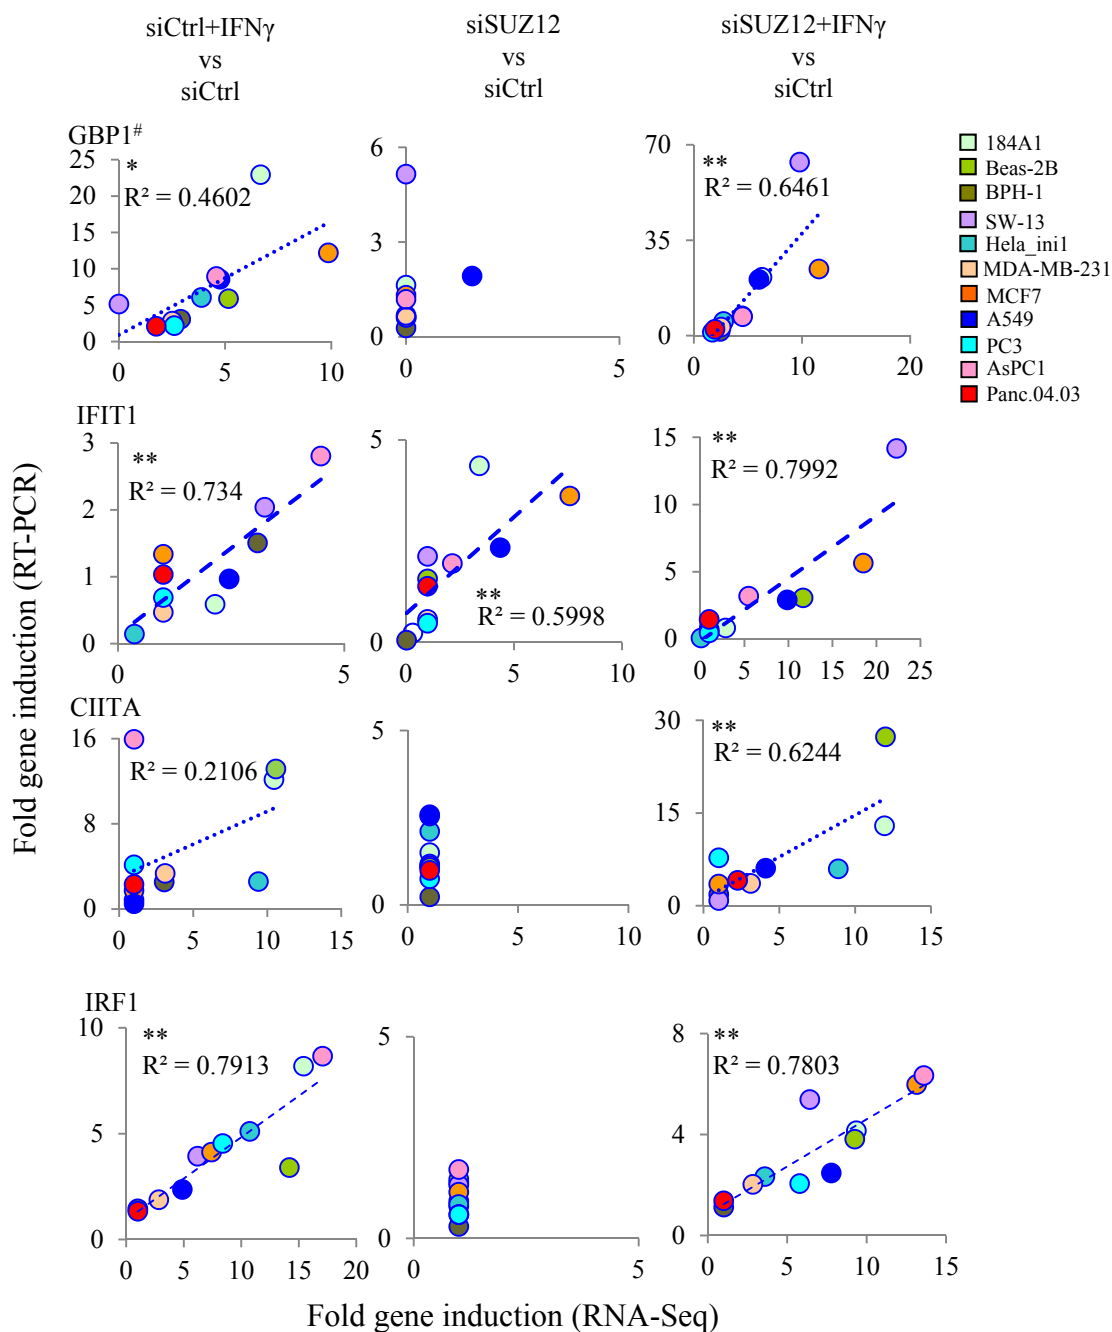 siCtrl+IFNγ
vs
siCtrl
siSUZ12
vs
siCtrl
siSUZ12+IFNγ
vs
siCtrl
GBP1#
*
R² = 0.4602
25
20
15
10
5
0
0 5 10
6
3
0
0 5
**
R² = 0.6461
70
35
0
0 10 20
184A1
Beas-2B
BPH-1
SW-13
Hela_ini1
MDA-MB-231
MCF7
A549
PC3
AsPC1
Panc.04.03
IFIT1
**
R² = 0.734
3
2
1
0
0 5
5
0
0 5 10
**
R² = 0.5998
**
R² = 0.7992
15
10
5
0
0 5 10 15 20 25
CIITA
R² = 0.2106
16
8
0
0 5 10 15
5
0
0 5 10
**
R² = 0.6244
30
15
0
0 5 10 15
IRF1
**
R² = 0.7913
10
5
0
0 5 10 15 20
5
0
0 5
**
R² = 0.7803
8
4
0
0 5 10 15
Fold gene induction (RT-PCR)
Fold gene induction (RNA-Seq)